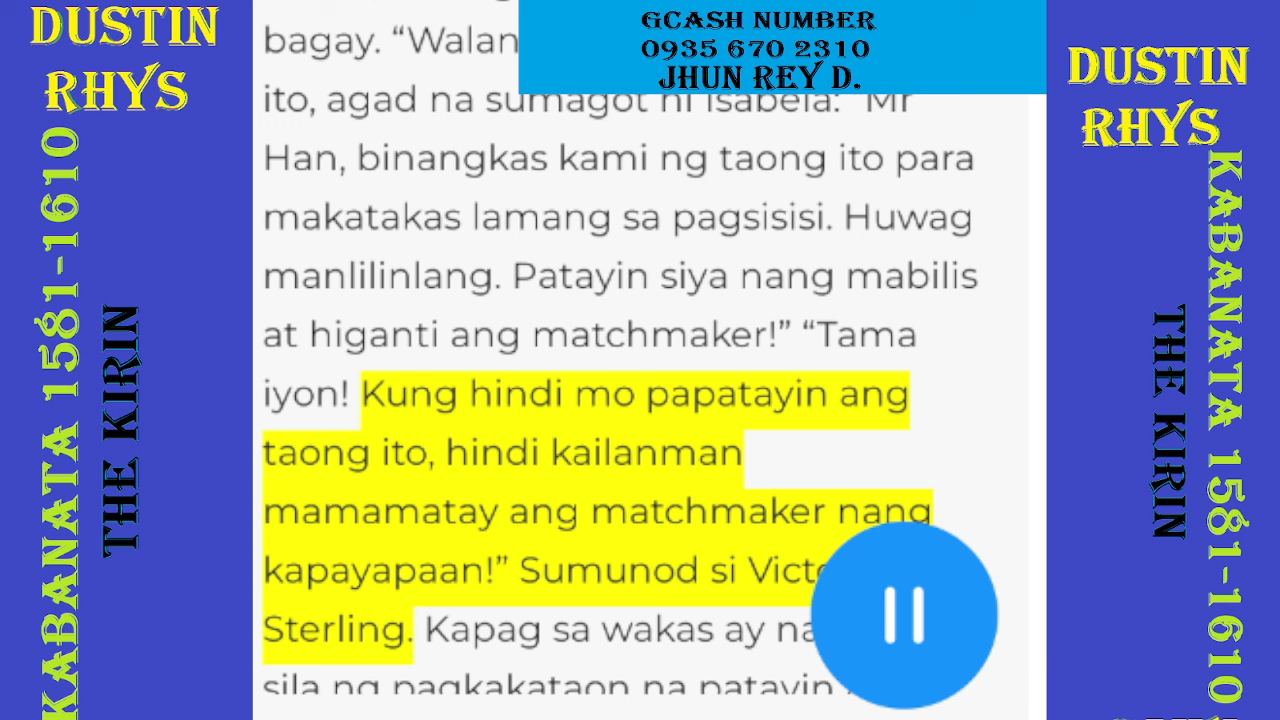 DUSTIN
RHYS
KABANATA 1581-1610
THE KIRIN
GCASH NUMBER
0935 670 2310
JHUN REY D.
bagay. “Walan
ito, agad na sumagot ni Isabela: “Mr
Han, binangkas kami ng taong ito para
makatakas lamang sa pagsisisi. Huwag
manlilinlang. Patayin siya nang mabilis
at higanti ang matchmaker!” “Tama
iyon! Kung hindi mo papatayin ang
taong ito, hindi kailanman
mamamatay ang matchmaker nang
kapayapaan!” Sumunod si
Sterling. Kapag sa wakas ay
sila ng pagkakataon na patayin
DUSTIN
RHYS
KABANATA 1581-1610
THE KIRIN